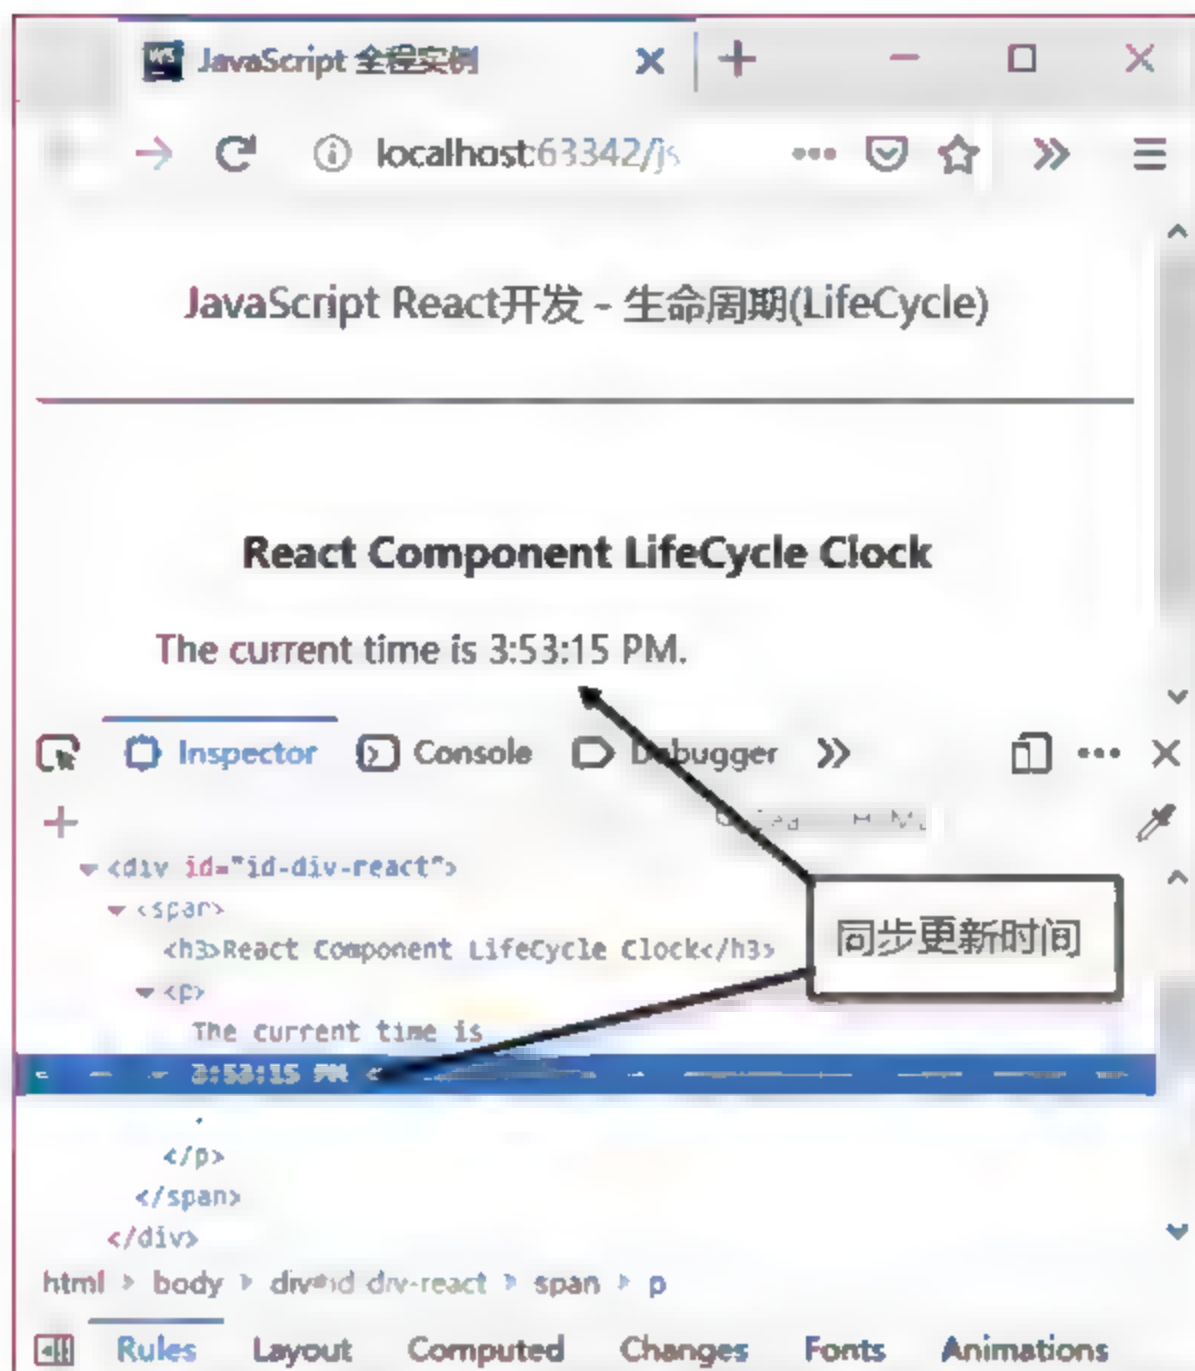 WS JavaScript 全程实例
localhost:63342/js
JavaScript React开发 - 生命周期(LifeCycle)
React Component LifeCycle Clock
The current time is 3:53:15 PM.
Inspector Console Debugger
<div id="id-div-react">
<span>
<h3>React Component LifeCycle Clock</h3>
同步更新时间
<p>
The current time is
3:53:15 PM
.
</p>
</span>
</div>
html > body > div#id-div-react > span > p
Rules Layout Computed Changes Fonts Animations